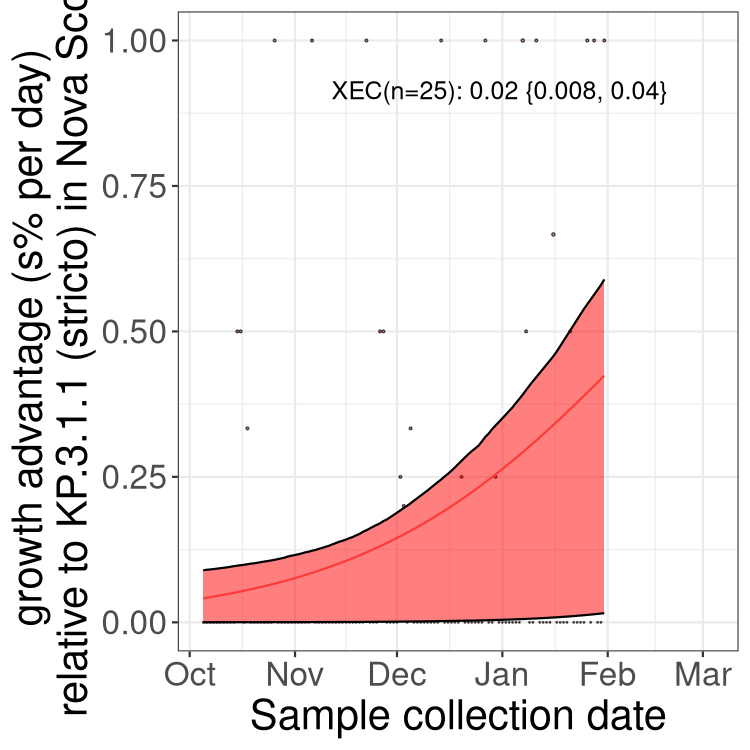 growth advantage (s% per day)
relative to KP.3.1.1 (stricto) in Nova
1.00
0.75
0.50
0.25
0.00
XEC(n=25): 0.02 {0.008, 0.04}
Oct Nov Dec Jan Feb Mar
Sample collection date